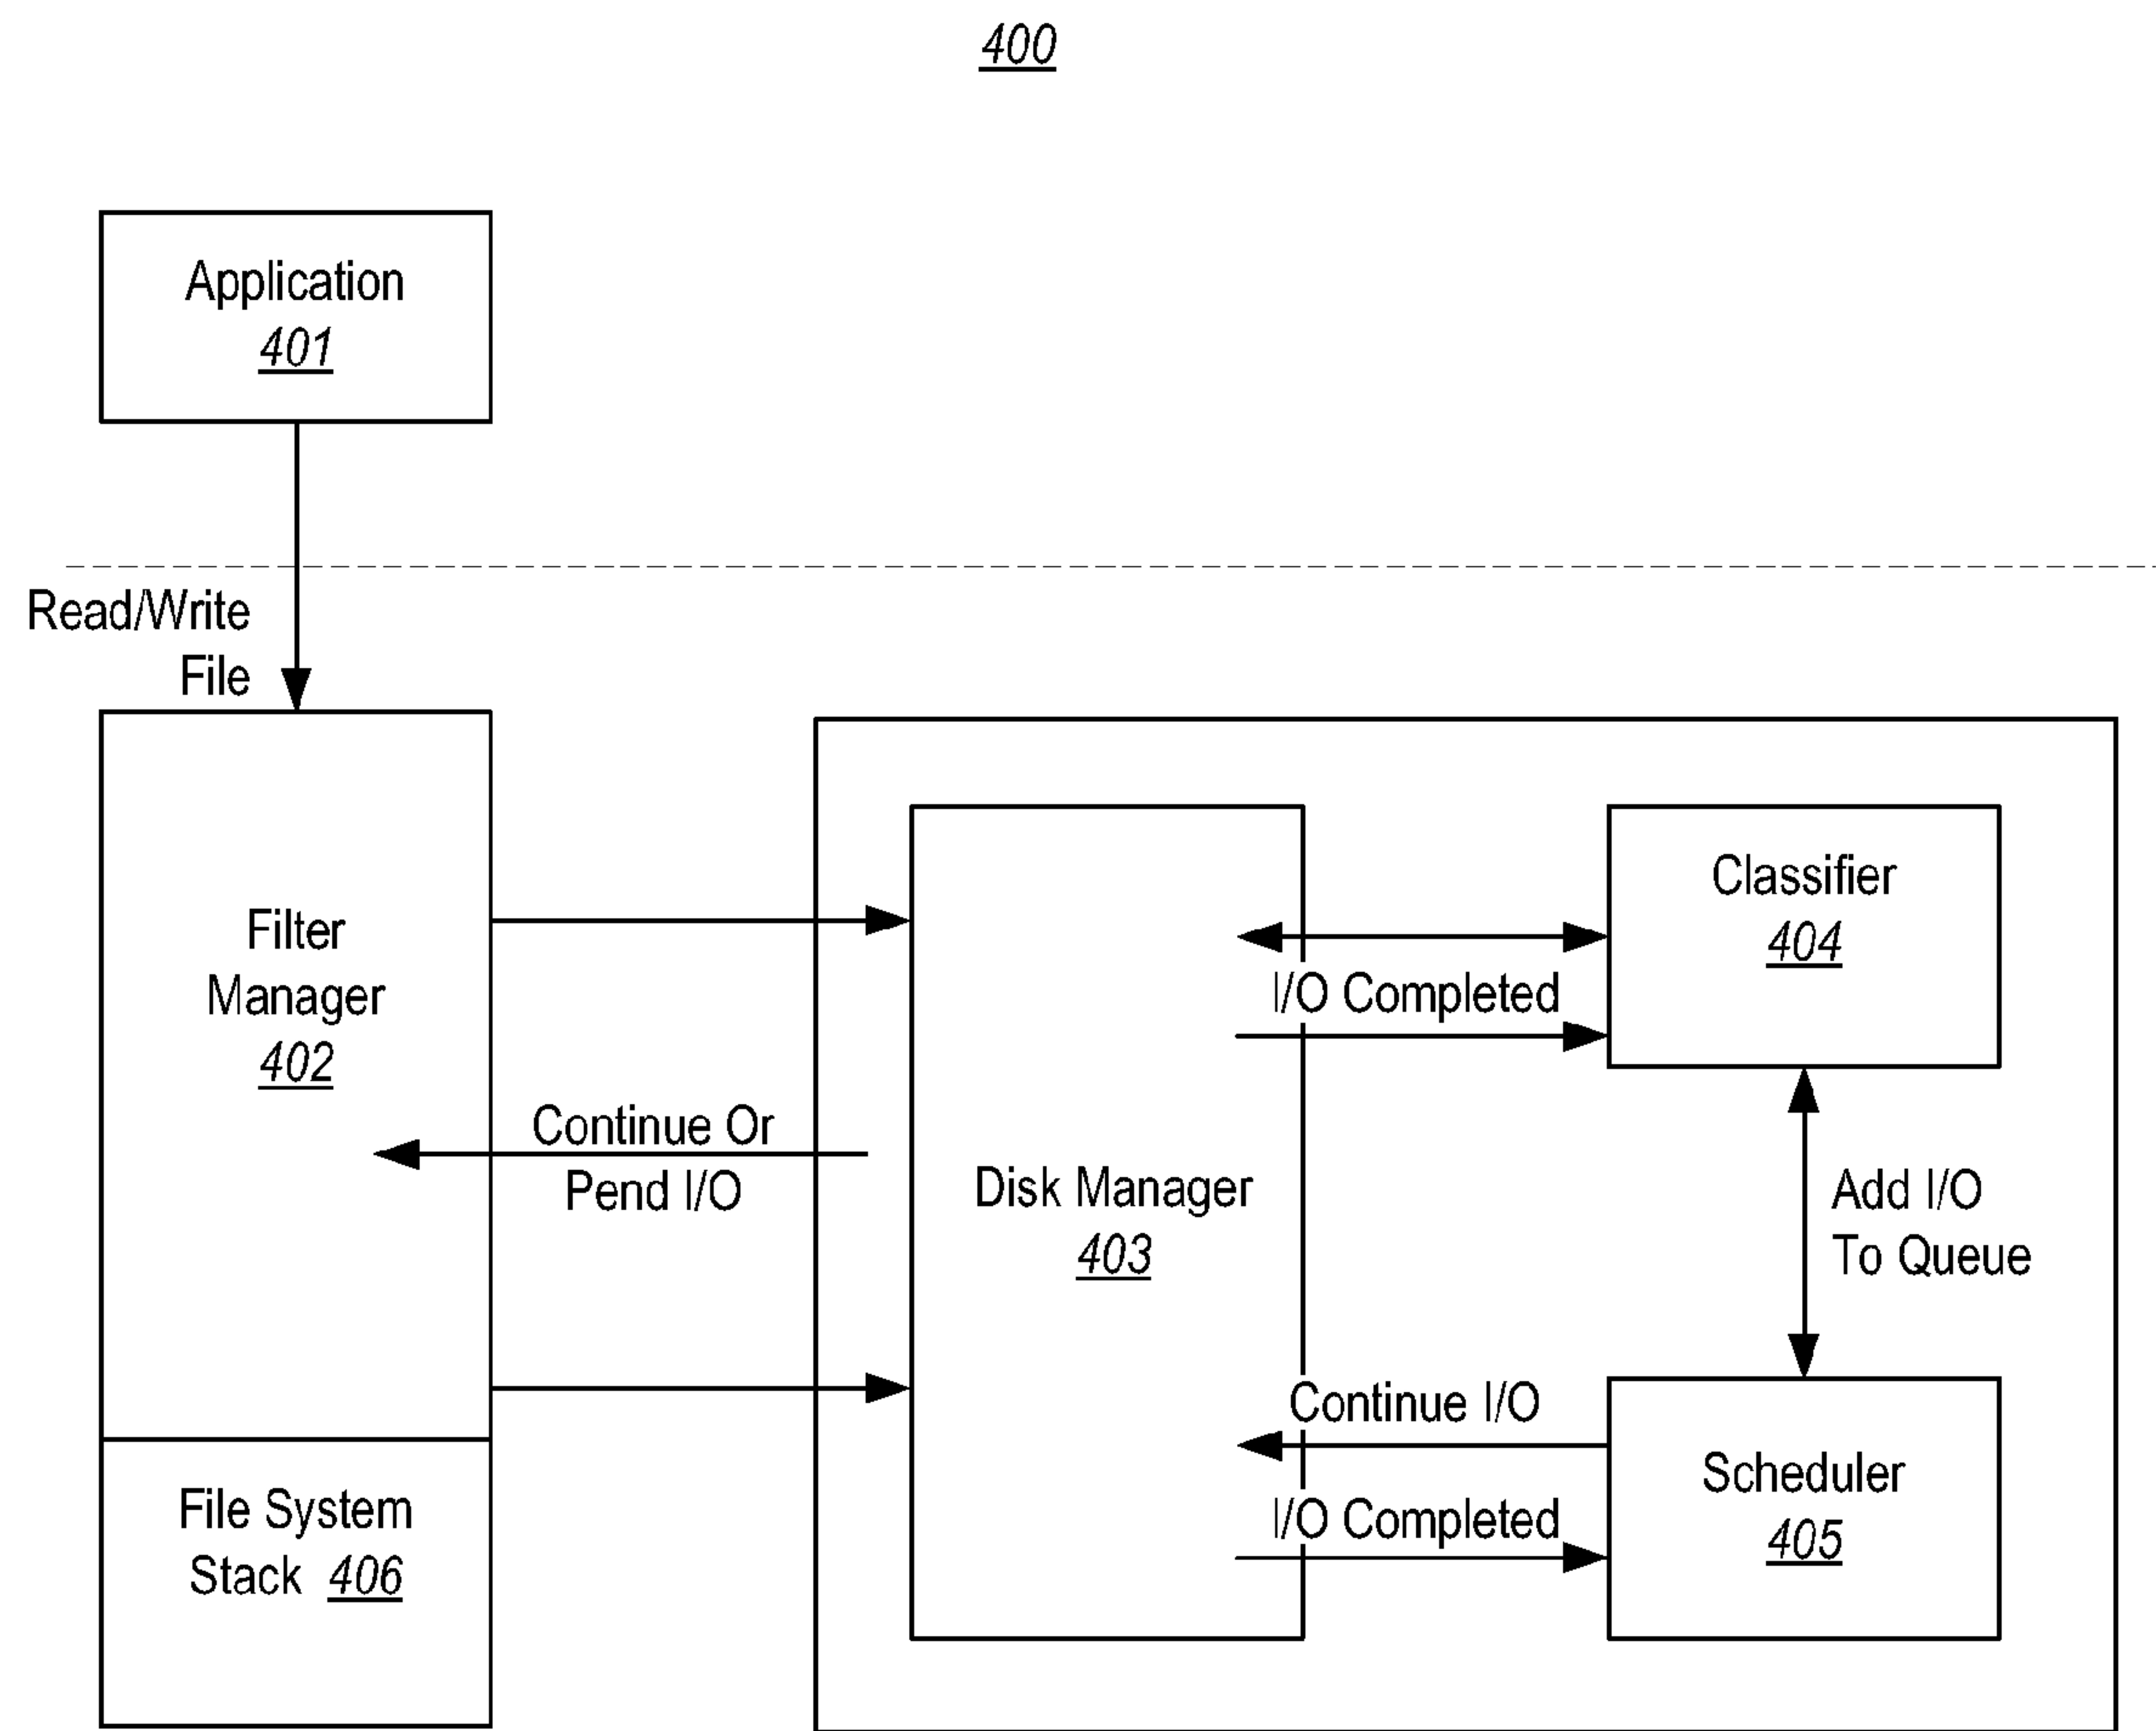 400
Application
401
Read/Write
File
Filter
Manager
402
Continue Or
Pend I/O
File System
Stack 406
Disk Manager
403
Classifier
404
I/O Completed
Add I/O
To Queue
Continue I/O
I/O Completed
Scheduler
405